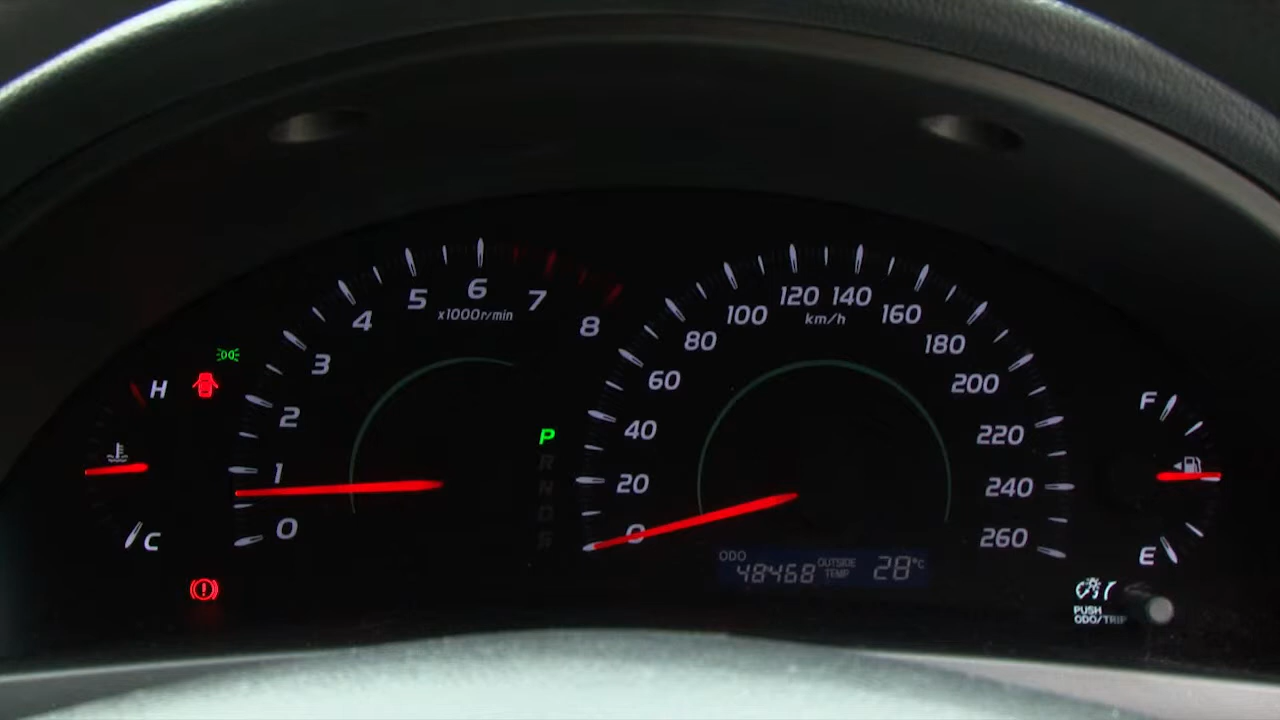 0 1 2 3 4 5 6 7 8
x1000r/min
H
C
P
R
N
D
S
0 20 40 60 80 100 120 140 160 180 200 220 240 260
km/h
ODO 48468 OUTSIDE TEMP 28°C
F
E
PUSH
ODO/TRIP